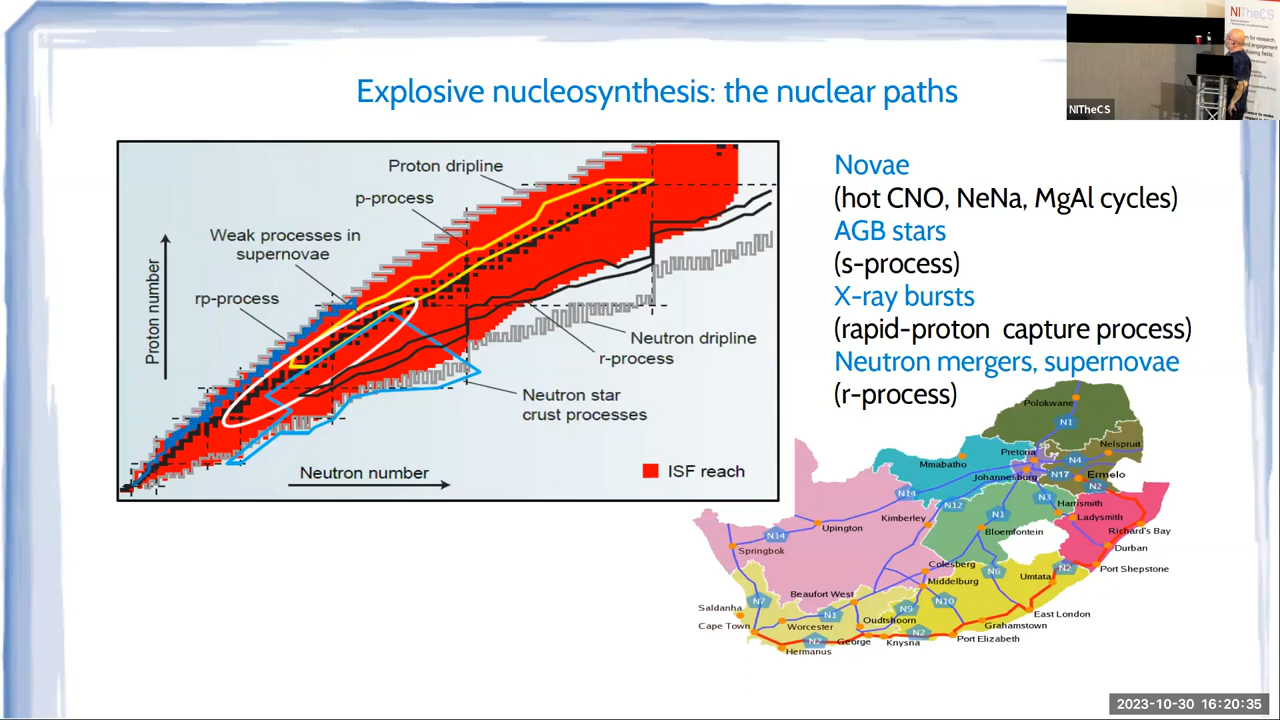 Explosive nucleosynthesis: the nuclear paths
NITheCS
NITheCS
Proton dripline
p-process
Weak processes in
supernovae
rp-process
Proton number
Neutron dripline
r-process
Neutron star
crust processes
Neutron number
ISF reach
Novae
(hot CNO, NeNa, MgAl cycles)
AGB stars
(s-process)
X-ray bursts
(rapid-proton capture process)
Neutron mergers, supernovae
(r-process)
Polokwane
N1
Nelspruit
Pretoria
N4
Mmabatho
Johannesburg
N17
Ermelo
N2
N14
N12
N3
Harrismith
Kimberley
N1
Ladysmith
Upington
Bloemfontein
Richard's Bay
N14
Durban
Springbok
Colesberg
N6
Umtata
N2
Port Shepstone
Middelburg
Beaufort West
N7
N10
Saldanha
N1
N9
East London
Cape Town
Worcester
Oudtshoorn
Grahamstown
N2
George
Knysna
N2
Port Elizabeth
Hermanus
2023-10-30 16:20:35